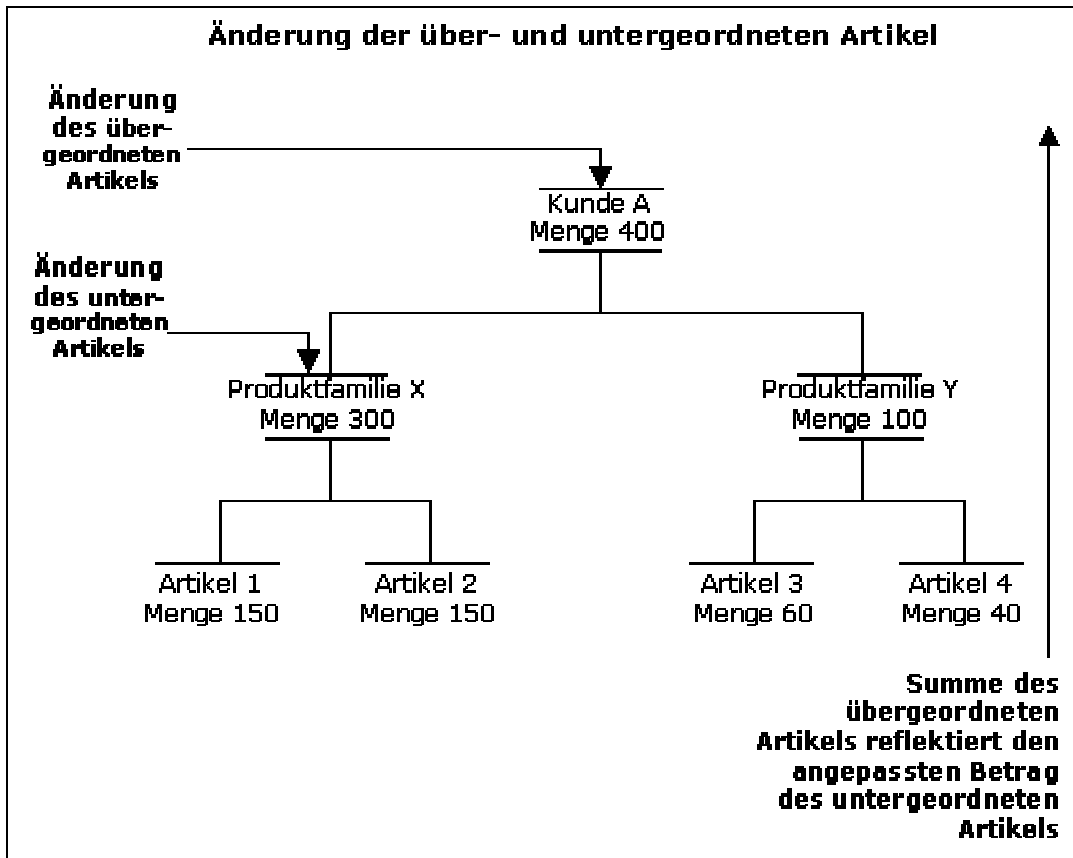 Änderung der über- und untergeordneten Artikel
Änderung
des über-
geordneten
Artikels
Kunde A
Menge 400
Änderung
des unter-
geordneten
Artikels
Produktfamilie X
Menge 300
Produktfamilie Y
Menge 100
Artikel 1
Menge 150
Artikel 2
Menge 150
Artikel 3
Menge 60
Artikel 4
Menge 40
Summe des
übergeordneten
Artikels reflektiert den
angepassten Betrag
des untergeordneten
Artikels